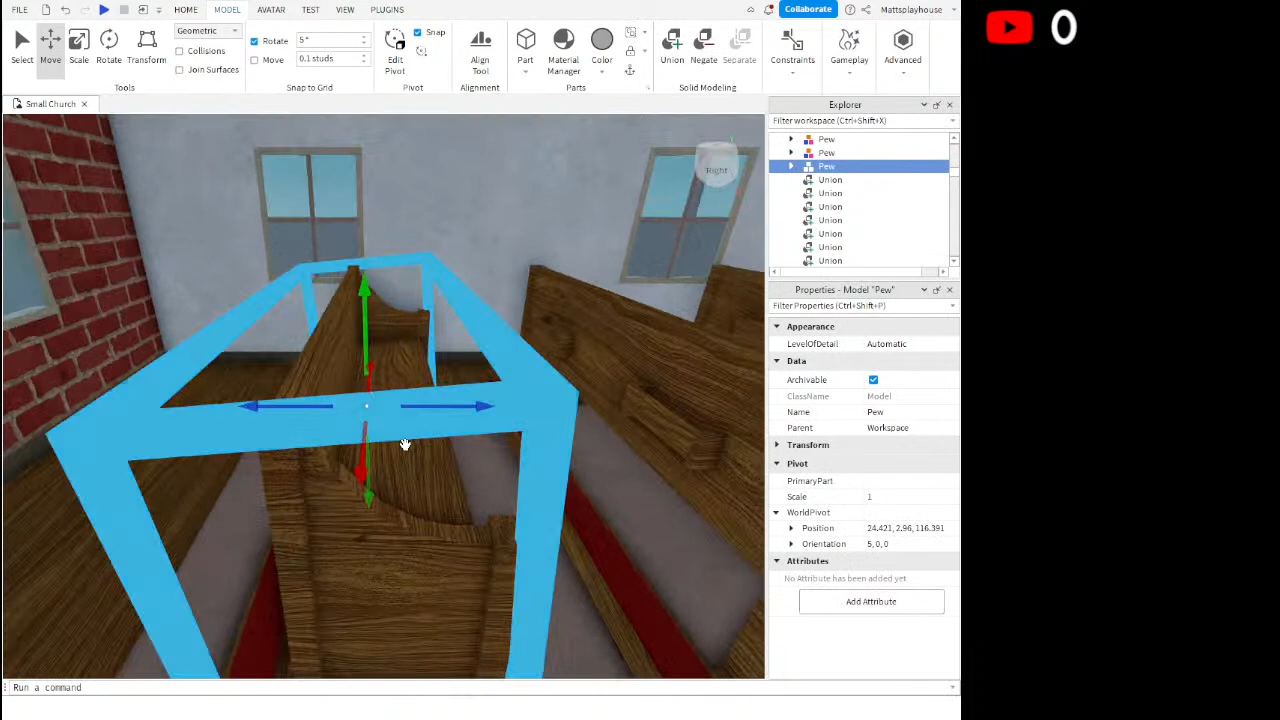 FILE HOME MODEL AVATAR TEST VIEW PLUGINS
Collaborate
Mattsplayhouse
0
Select
Move
Scale
Rotate
Transform
Geometric
Collisions
Join Surfaces
Tools
Rotate 5°
Move 0.1 studs
Snap to Grid
Edit
Pivot
Snap
Pivot
Align
Tool
Alignment
Part
Material
Manager
Color
Parts
Union
Negate
Separate
Solid Modeling
Constraints
Gameplay
Advanced
Small Church
Right
Explorer
Filter workspace (Ctrl+Shift+X)
Pew
Pew
Pew
Union
Union
Union
Union
Union
Union
Union
Properties - Model "Pew"
Filter Properties (Ctrl+Shift+P)
Appearance
LevelOfDetail Automatic
Data
Archivable
ClassName Model
Name Pew
Parent Workspace
Transform
Pivot
PrimaryPart
Scale 1
WorldPivot
Position 24.421, 2.96, 116.391
Orientation 5, 0, 0
Attributes
No Attribute has been added yet
Add Attribute
Run a command